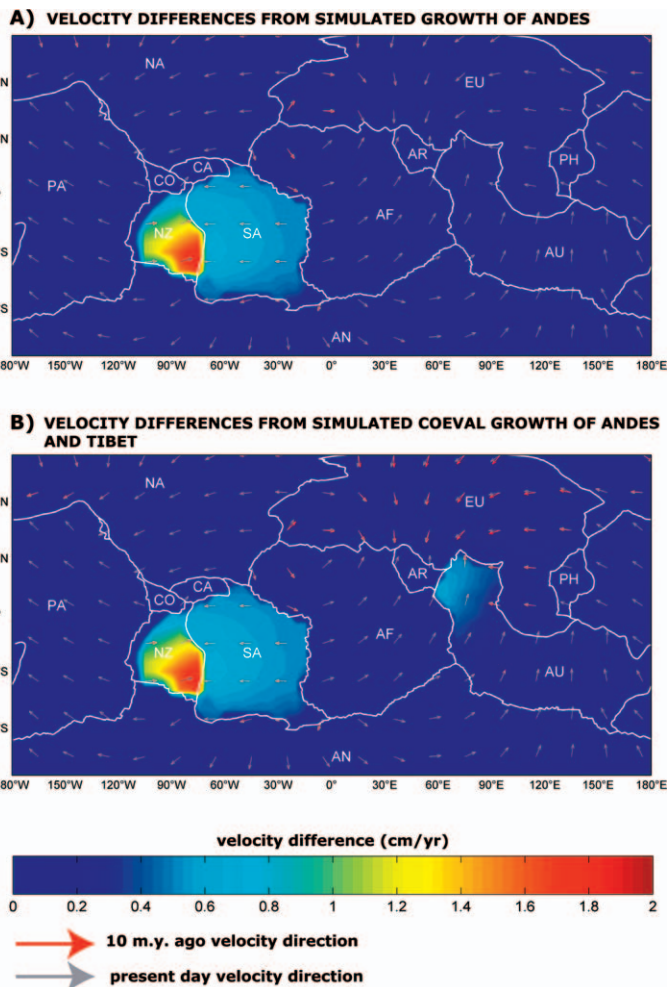 A) VELOCITY DIFFERENCES FROM SIMULATED GROWTH OF ANDES
N
NA
EU
N
CA
CO
AR
PH
PA
NZ
SA
AF
AU
S
S
AN
80°W 150°W 120°W 90°W 60°W 30°W 0° 30°E 60°E 90°E 120°E 150°E 180°E
B) VELOCITY DIFFERENCES FROM SIMULATED COEVAL GROWTH OF ANDES
AND TIBET
NA
N
EU
N
CA
CO
AR
PH
PA
NZ
SA
AF
AU
S
S
AN
80°W 150°W 120°W 90°W 60°W 30°W 0° 30°E 60°E 90°E 120°E 150°E 180°E
velocity difference (cm/yr)
0 0.2 0.4 0.6 0.8 1 1.2 1.4 1.6 1.8 2
10 m.y. ago velocity direction
present day velocity direction